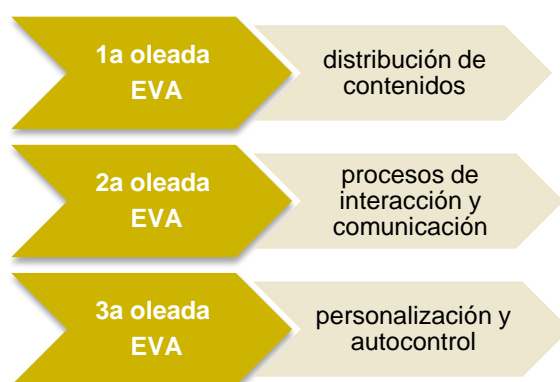 1a oleada
EVA
distribución de
contenidos
2a oleada
EVA
procesos de
interacción y
comunicación
3a oleada
EVA
personalización y
autocontrol